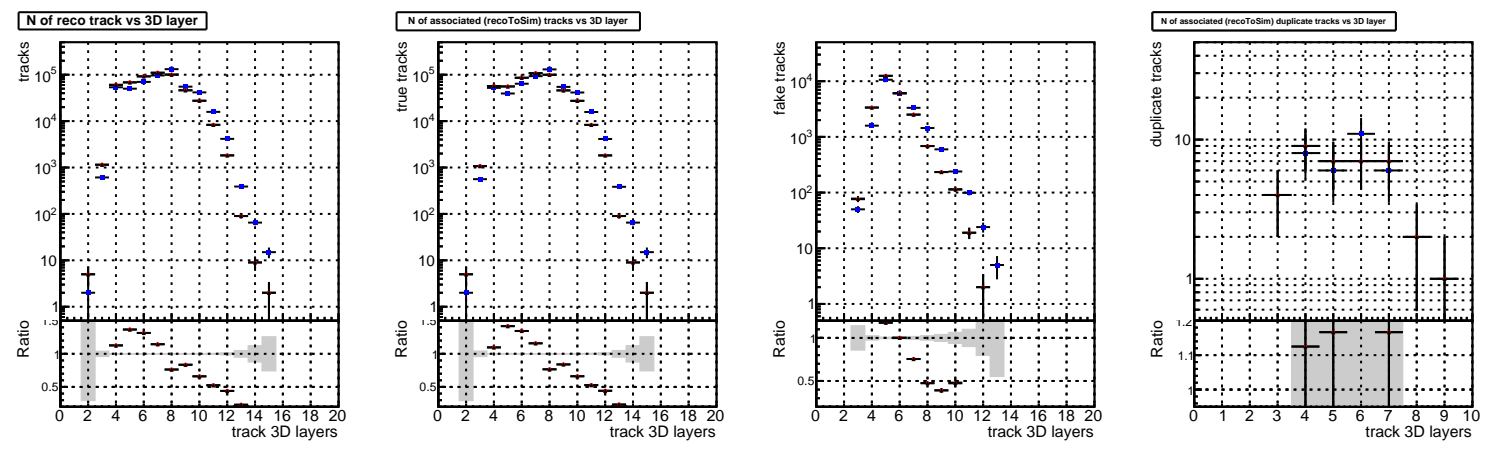 N of reco track vs 3D layer
tracks
10^5
10^4
10^3
10^2
10
1
Ratio
1.5
1
0.5
0 2 4 6 8 10 12 14 16 18 20
track 3D layers
N of associated (recoToSim) tracks vs 3D layer
true tracks
10^5
10^4
10^3
10^2
10
1
Ratio
1.5
1
0.5
0 2 4 6 8 10 12 14 16 18 20
track 3D layers
fake tracks
10^4
10^3
10^2
10
1
Ratio
1
0.5
0 2 4 6 8 10 12 14 16 18 20
track 3D layers
N of associated (recoToSim) duplicate tracks vs 3D layer
duplicate tracks
10
1
Ratio
1.2
1.1
1
0 1 2 3 4 5 6 7 8 9 10
track 3D layers